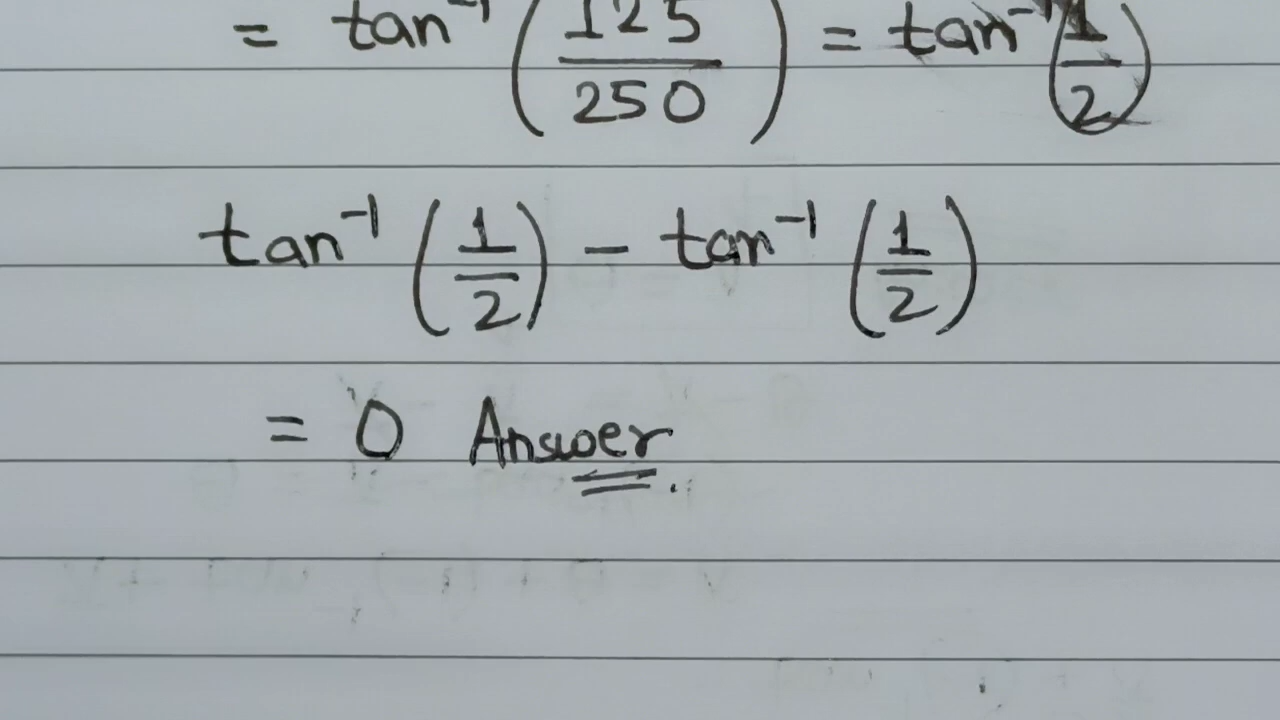 = tan⁻¹ (125/250) = tan⁻¹ (1/2)
tan⁻¹ (1/2) − tan⁻¹ (1/2)
= 0 Answer.